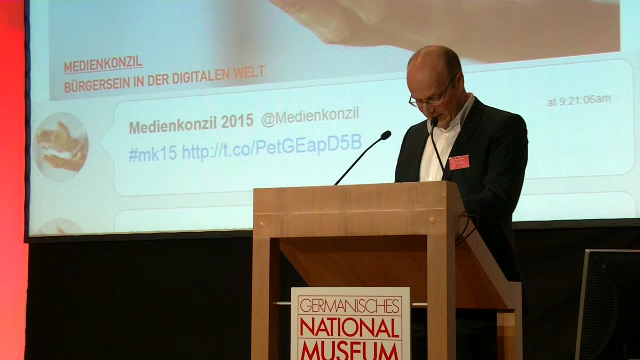 MEDIENKONZIL
BÜRGERSEIN IN DER DIGITALEN WELT
Medienkonzil 2015 @Medienkonzil
at 9:21:06am
#mk15 http://t.co/PetGEapD5B
GERMANISCHES
NATIONAL
MUSEUM